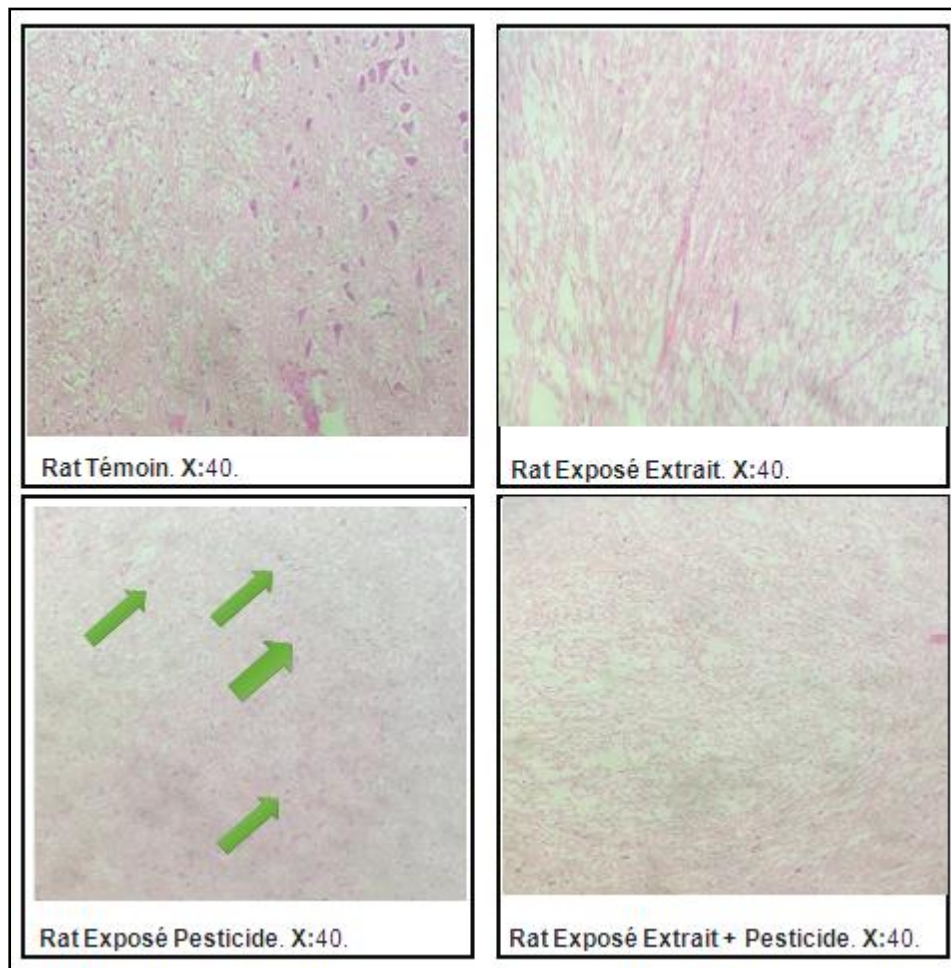 Rat Témoin. X:40.
Rat Exposé Extrait. X:40.
Rat Exposé Pesticide. X:40.
Rat Exposé Extrait + Pesticide. X:40.